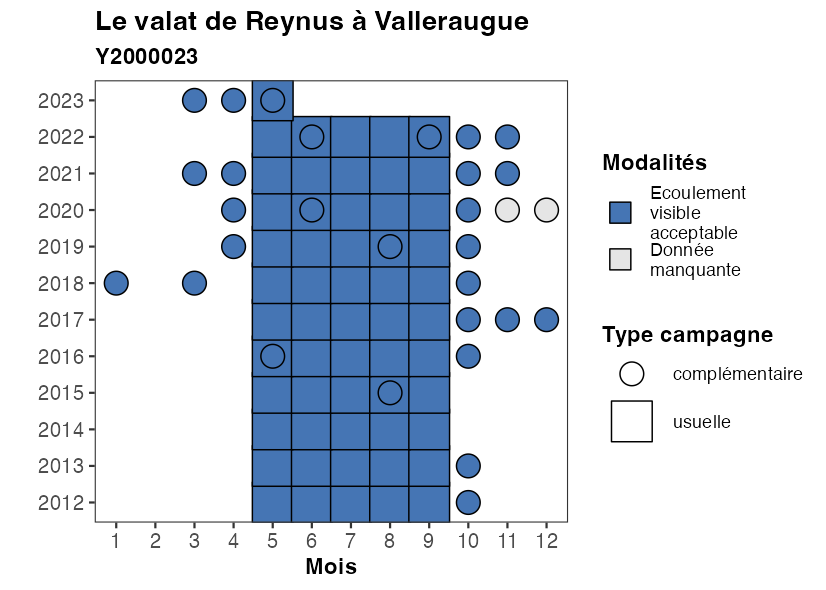 Le valat de Reynus à Valleraugue
Y2000023
2023
2022
2021
2020
2019
2018
2017
2016
2015
2014
2013
2012
1 2 3 4 5 6 7 8 9 10 11 12
Mois
Modalités
Ecoulement
visible
acceptable
Donnée
manquante
Type campagne
complémentaire
usuelle